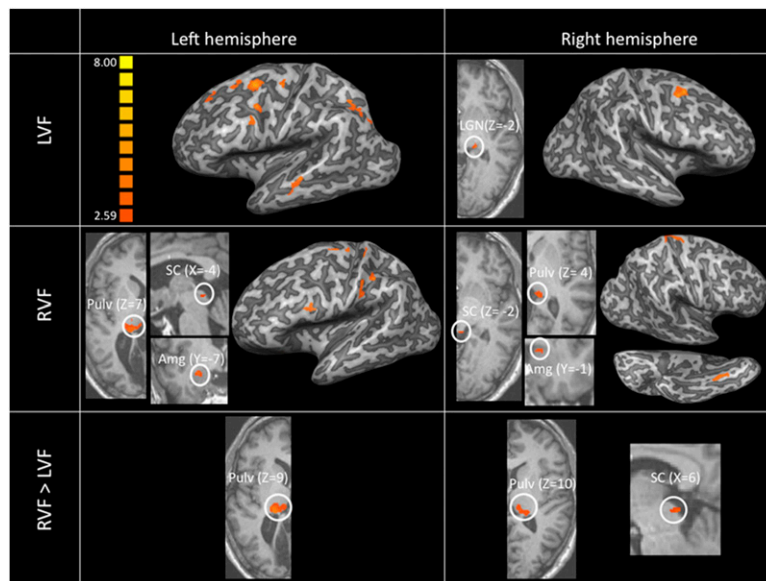 Left hemisphere
Right hemisphere
LVF
8.00
2.59
LGN(Z=-2)
RVF
Pulv (Z=7)
SC (X=-4)
Amg (Y=-7)
SC (Z=-2)
Pulv (Z= 4)
Amg (Y=-1)
RVF > LVF
Pulv (Z=9)
Pulv (Z=10)
SC (X=6)